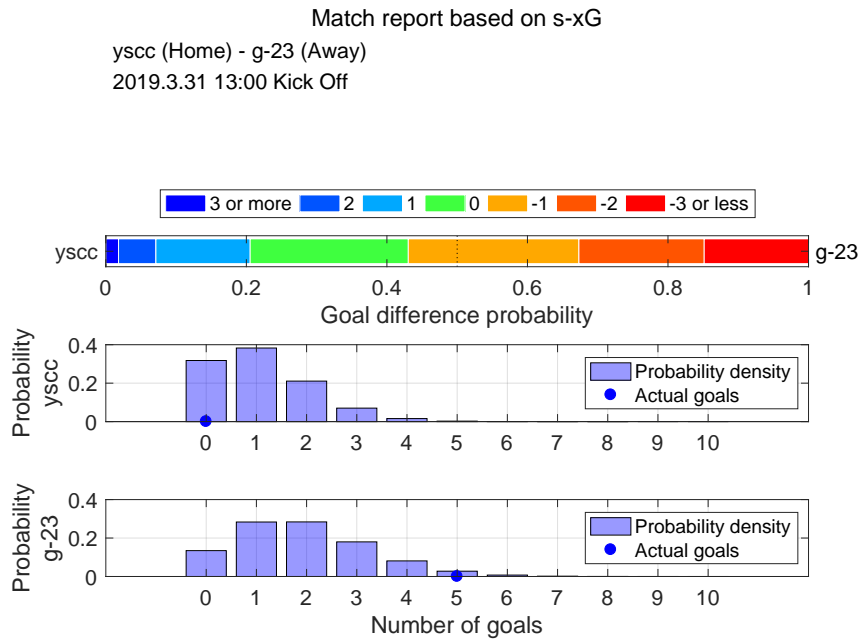 Match report based on s-xG
yscc (Home) - g-23 (Away)
2019.3.31 13:00 Kick Off
3 or more 2 1 0 -1 -2 -3 or less
yscc g-23
0 0.2 0.4 0.6 0.8 1
Goal difference probability
Probability
yscc
0.4
0.2
0
Probability density
Actual goals
0 1 2 3 4 5 6 7 8 9 10
Probability
g-23
0.4
0.2
0
Probability density
Actual goals
0 1 2 3 4 5 6 7 8 9 10
Number of goals